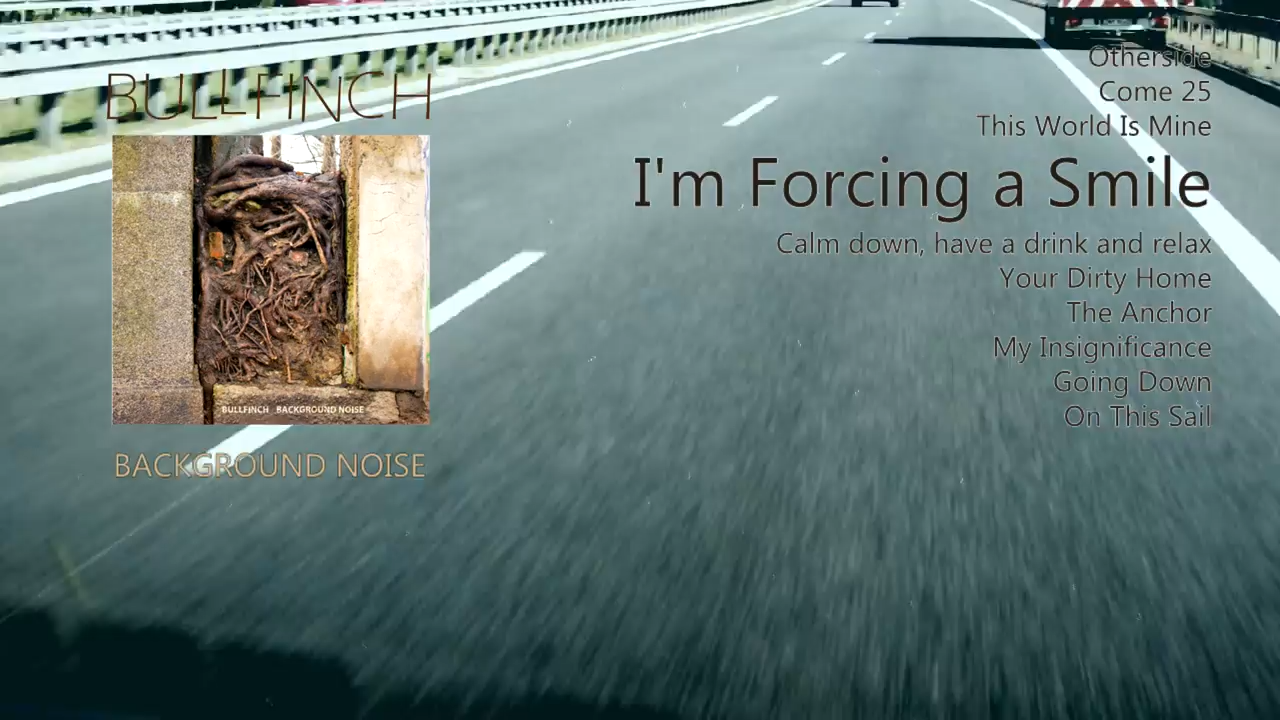 BULLFINCH
BULLFINCH BACKGROUND NOISE
BACKGROUND NOISE
Otherside
Come 25
This World Is Mine
I'm Forcing a Smile
Calm down, have a drink and relax
Your Dirty Home
The Anchor
My Insignificance
Going Down
On This Sail